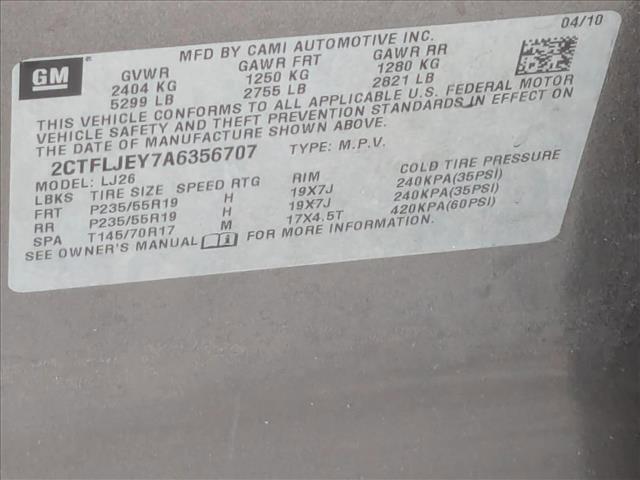 GM
MFD BY CAMI AUTOMOTIVE INC.
04/10
GVWR GAWR FRT GAWR RR
2404 KG 1250 KG 1280 KG
5299 LB 2755 LB 2821 LB
THIS VEHICLE CONFORMS TO ALL APPLICABLE U.S. FEDERAL MOTOR
VEHICLE SAFETY AND THEFT PREVENTION STANDARDS IN EFFECT ON
THE DATE OF MANUFACTURE SHOWN ABOVE.
2CTFLJEY7A6356707 TYPE: M.P.V.
MODEL: LJ26
LBKS TIRE SIZE SPEED RTG RIM COLD TIRE PRESSURE
FRT P235/55R19 H 19X7J 240KPA(35PSI)
RR P235/55R19 H 19X7J 240KPA(35PSI)
SPA T145/70R17 M 17X4.5T 420KPA(60PSI)
SEE OWNER'S MANUAL FOR MORE INFORMATION.